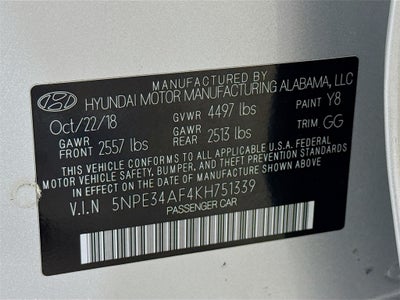 MANUFACTURED BY
HYUNDAI MOTOR MANUFACTURING ALABAMA, LLC
Oct/22/18 GVWR 4497 lbs PAINT Y8
GAWR FRONT 2557 lbs GAWR REAR 2513 lbs TRIM GG
THIS VEHICLE CONFORMS TO ALL APPLICABLE U.S.A. FEDERAL
MOTOR VEHICLE SAFETY, BUMPER, AND THEFT PREVENTION
STANDARDS IN EFFECT ON THE DATE OF MANUFACTURE SHOWN ABOVE.
V.I.N 5NPE34AF4KH751339
PASSENGER CAR